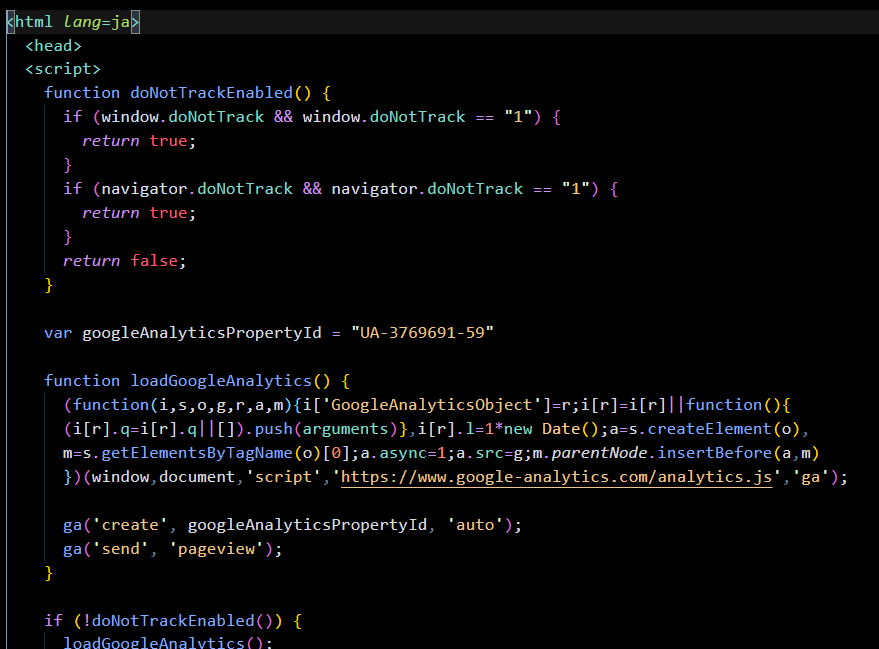 <html lang=ja>
<head>
<script>
function doNotTrackEnabled() {
if (window.doNotTrack && window.doNotTrack == "1") {
return true;
}
if (navigator.doNotTrack && navigator.doNotTrack == "1") {
return true;
}
return false;
}
var googleAnalyticsPropertyId = "UA-3769691-59"
function loadGoogleAnalytics() {
(function(i,s,o,g,r,a,m){i['GoogleAnalyticsObject']=r;i[r]=i[r]||function(){
(i[r].q=i[r].q||[]).push(arguments)},i[r].l=1*new Date();a=s.createElement(o),
m=s.getElementsByTagName(o)[0];a.async=1;a.src=g;m.parentNode.insertBefore(a,m)
})(window,document,'script','https://www.google-analytics.com/analytics.js','ga');
ga('create', googleAnalyticsPropertyId, 'auto');
ga('send', 'pageview');
}
if (!doNotTrackEnabled()) {
loadGoogleAnalytics();